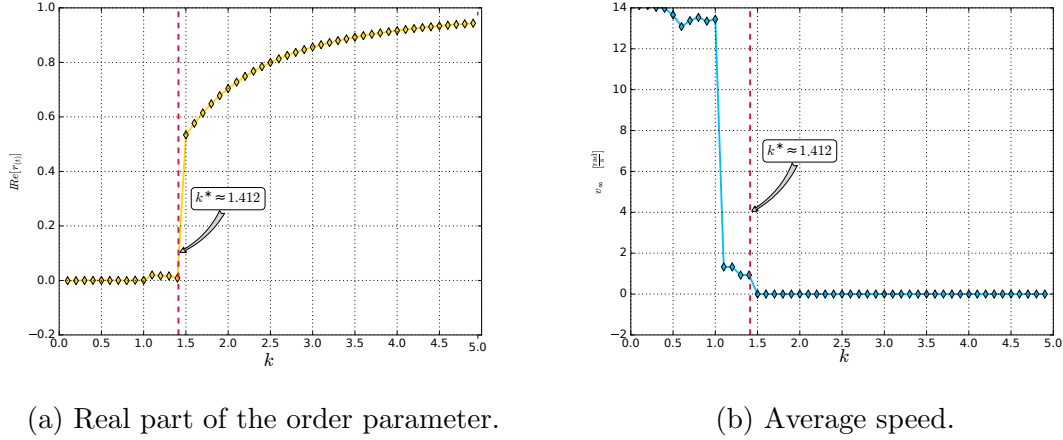 1.0
0.8
0.6
0.4
0.2
0.0
−0.2
ℝe[r(t)]
k* ≈ 1.412
0.0 0.5 1.0 1.5 2.0 2.5 3.0 3.5 4.0 4.5 5.0
k
(a) Real part of the order parameter.
14
12
10
8
6
4
2
0
−2
v∞ [rad/s]
k* ≈ 1.412
0.0 0.5 1.0 1.5 2.0 2.5 3.0 3.5 4.0 4.5 5.0
k
(b) Average speed.